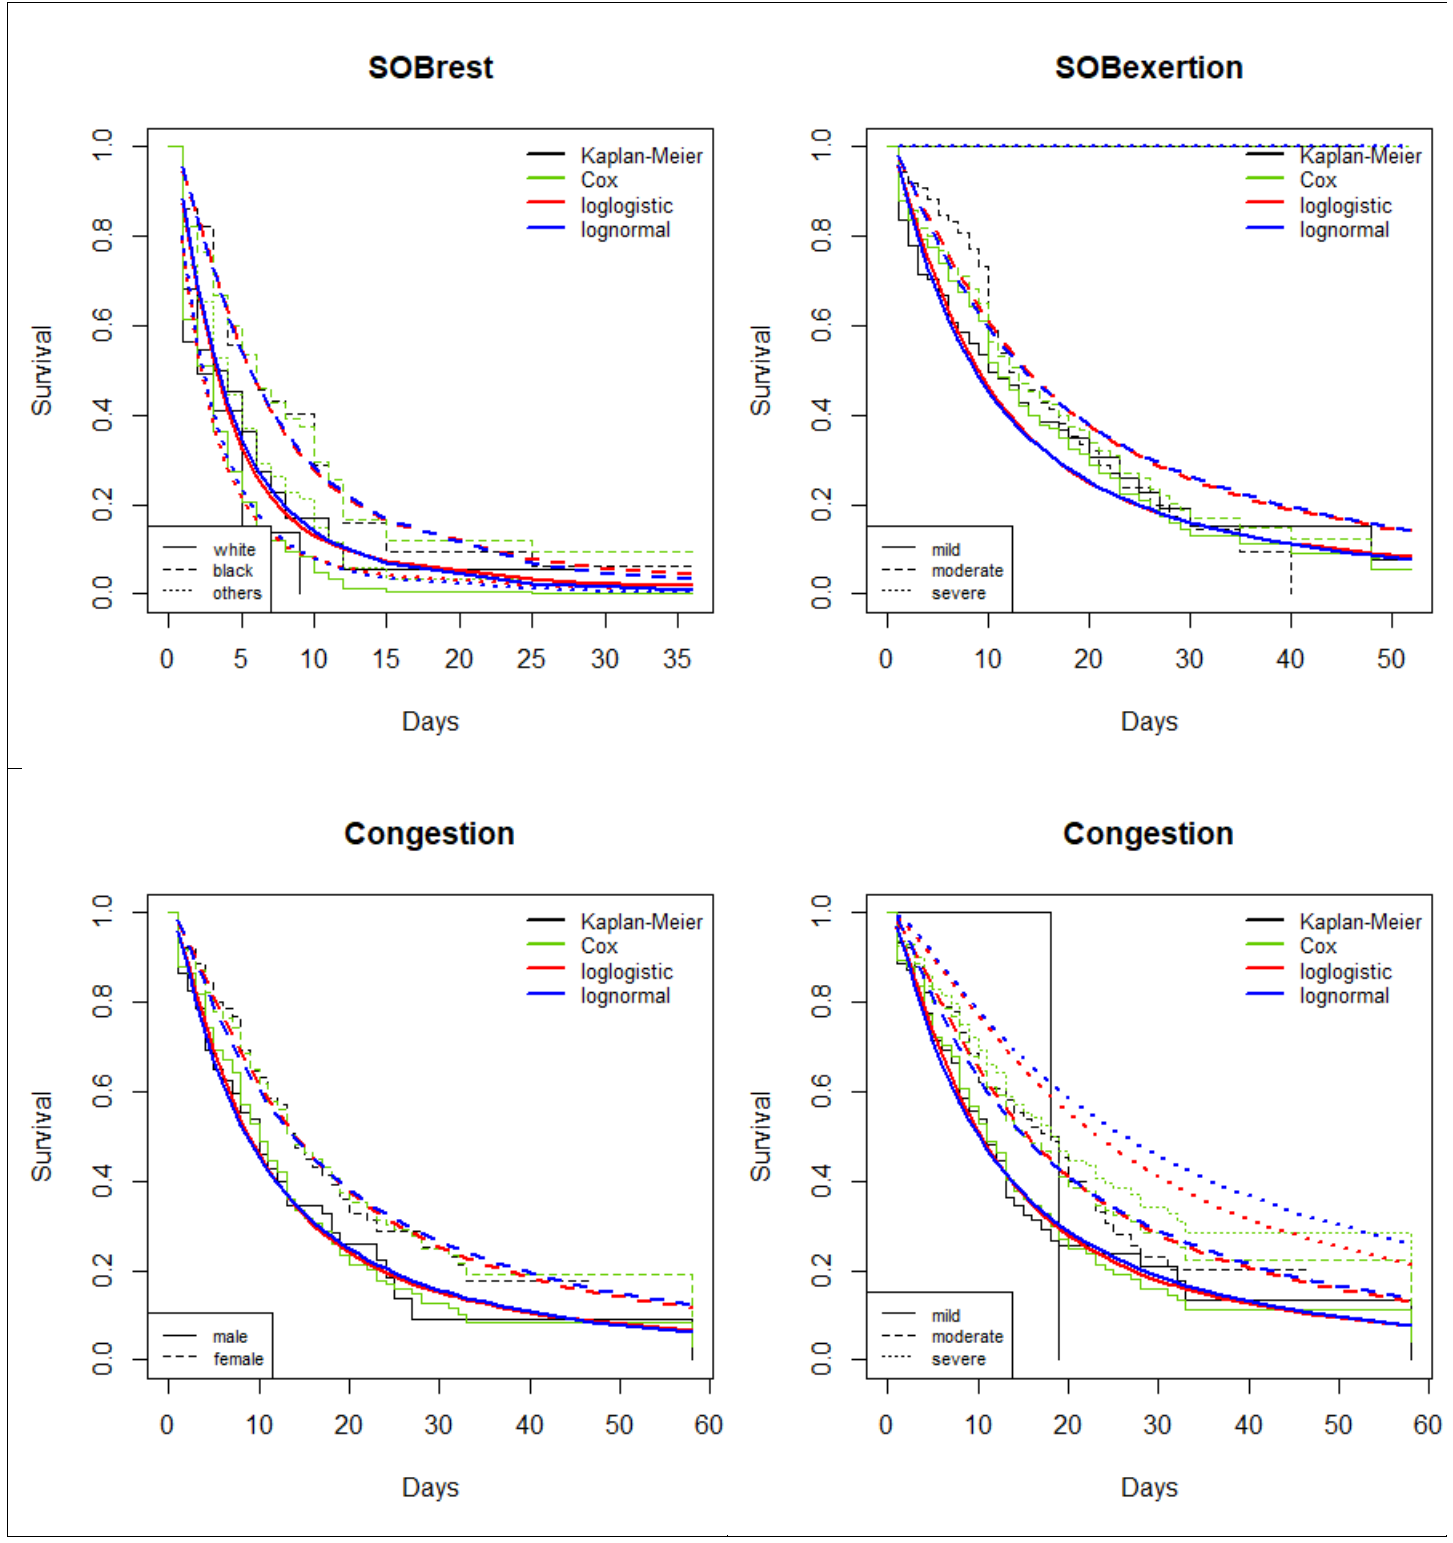 SOBrest
Survival
0.0 0.2 0.4 0.6 0.8 1.0
Kaplan-Meier
Cox
loglogistic
lognormal
white
black
others
0 5 10 15 20 25 30 35
Days
SOBexertion
Survival
0.0 0.2 0.4 0.6 0.8 1.0
Kaplan-Meier
Cox
loglogistic
lognormal
mild
moderate
severe
0 10 20 30 40 50
Days
Congestion
Survival
0.0 0.2 0.4 0.6 0.8 1.0
Kaplan-Meier
Cox
loglogistic
lognormal
male
female
0 10 20 30 40 50 60
Days
Congestion
Survival
0.0 0.2 0.4 0.6 0.8 1.0
Kaplan-Meier
Cox
loglogistic
lognormal
mild
moderate
severe
0 10 20 30 40 50 60
Days